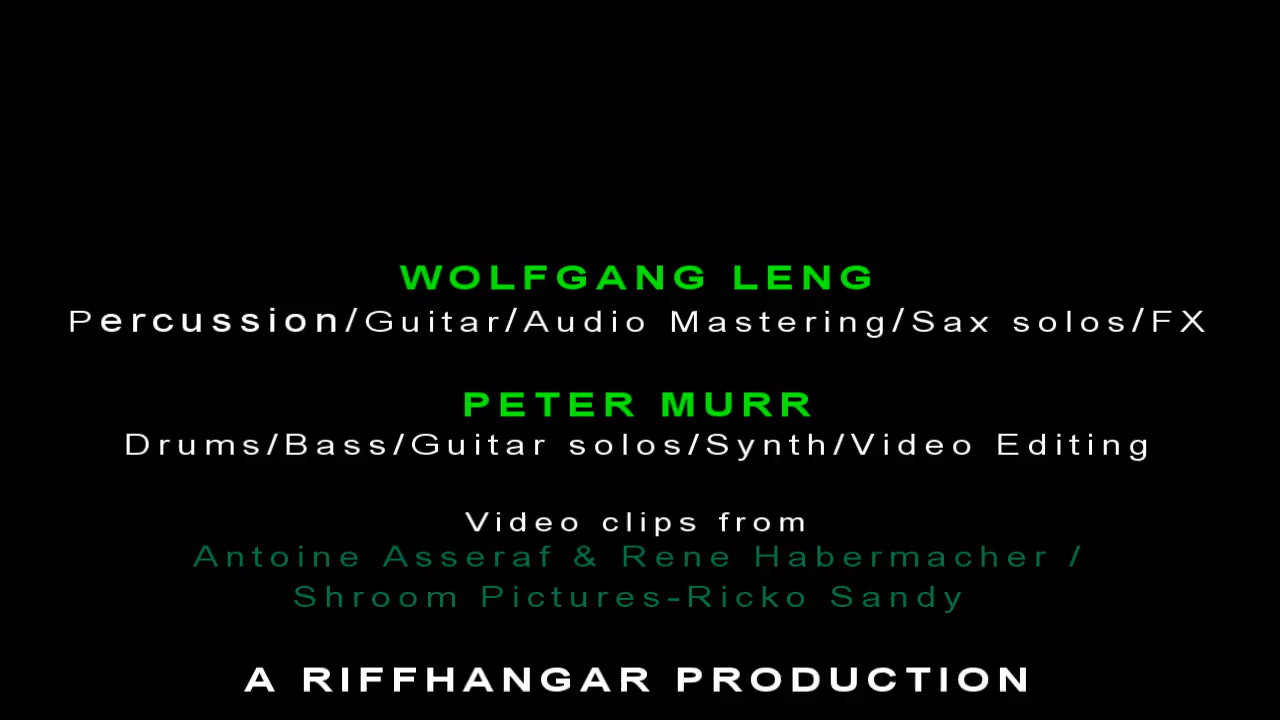 WOLFGANG LENG
Percussion/Guitar/Audio Mastering/Sax solos/FX
PETER MURR
Drums/Bass/Guitar solos/Synth/Video Editing
Video clips from
Antoine Asseraf & Rene Habermacher /
Shroom Pictures-Ricko Sandy
A RIFFHANGAR PRODUCTION